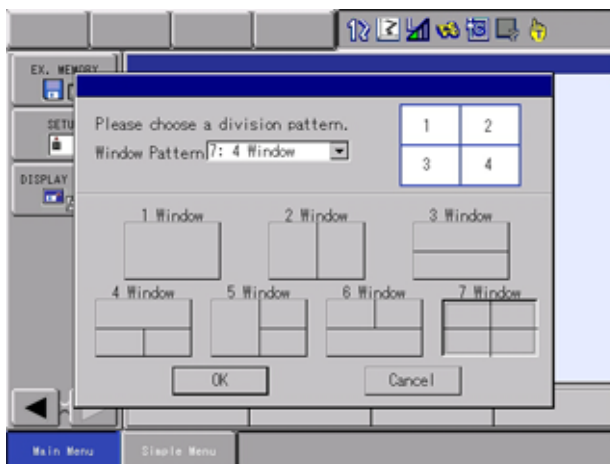 EX. MEMORY
SETU
DISPLAY
Please choose a division pattern.
Window Pattern 7: 4 Window
1 2
3 4
1 Window 2 Window 3 Window
4 Window 5 Window 6 Window 7 Window
OK Cancel
Main Menu Simple Menu